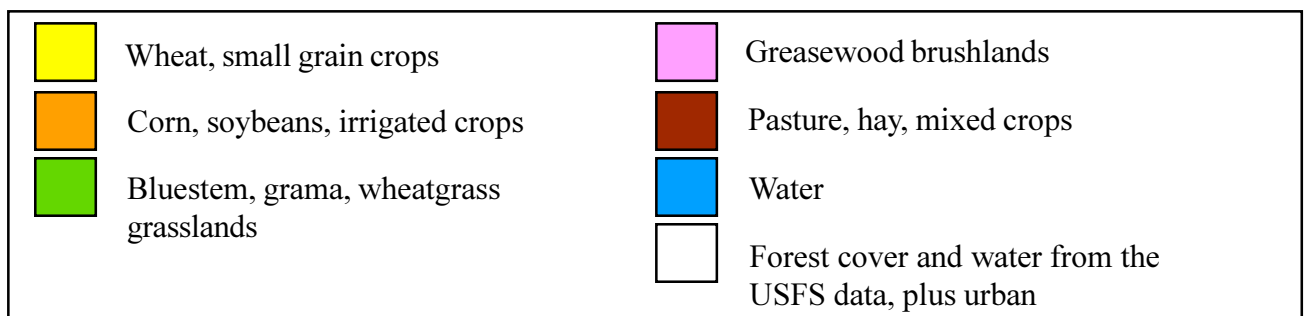 Wheat, small grain crops
Corn, soybeans, irrigated crops
Bluestem, grama, wheatgrass
grasslands
Greasewood brushlands
Pasture, hay, mixed crops
Water
Forest cover and water from the
USFS data, plus urban